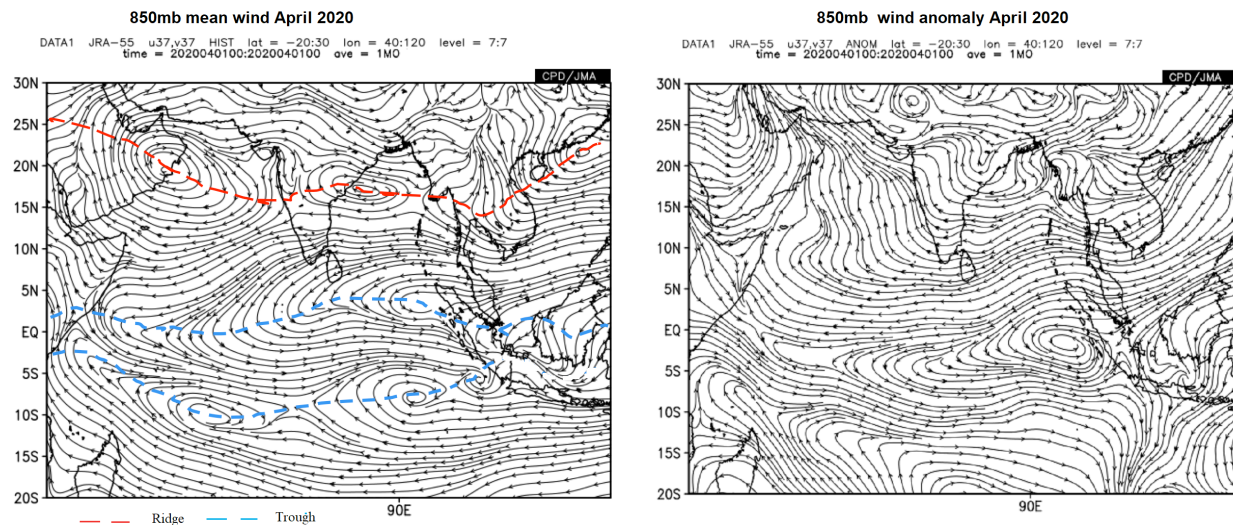 850mb mean wind April 2020
DATA1 JRA-55 u37,v37 HIST lat = -20:30 lon = 40:120 level = 7:7
time = 2020040100:2020040100 ave = 1MO
CPD/JMA
30N
25N
20N
15N
10N
5N
EQ
5S
10S
15S
20S
90E
Ridge
Trough
850mb wind anomaly April 2020
DATA1 JRA-55 u37,v37 ANOM lat = -20:30 lon = 40:120 level = 7:7
time = 2020040100:2020040100 ave = 1MO
CPD/JMA
30N
25N
20N
15N
10N
5N
EQ
5S
10S
15S
20S
90E